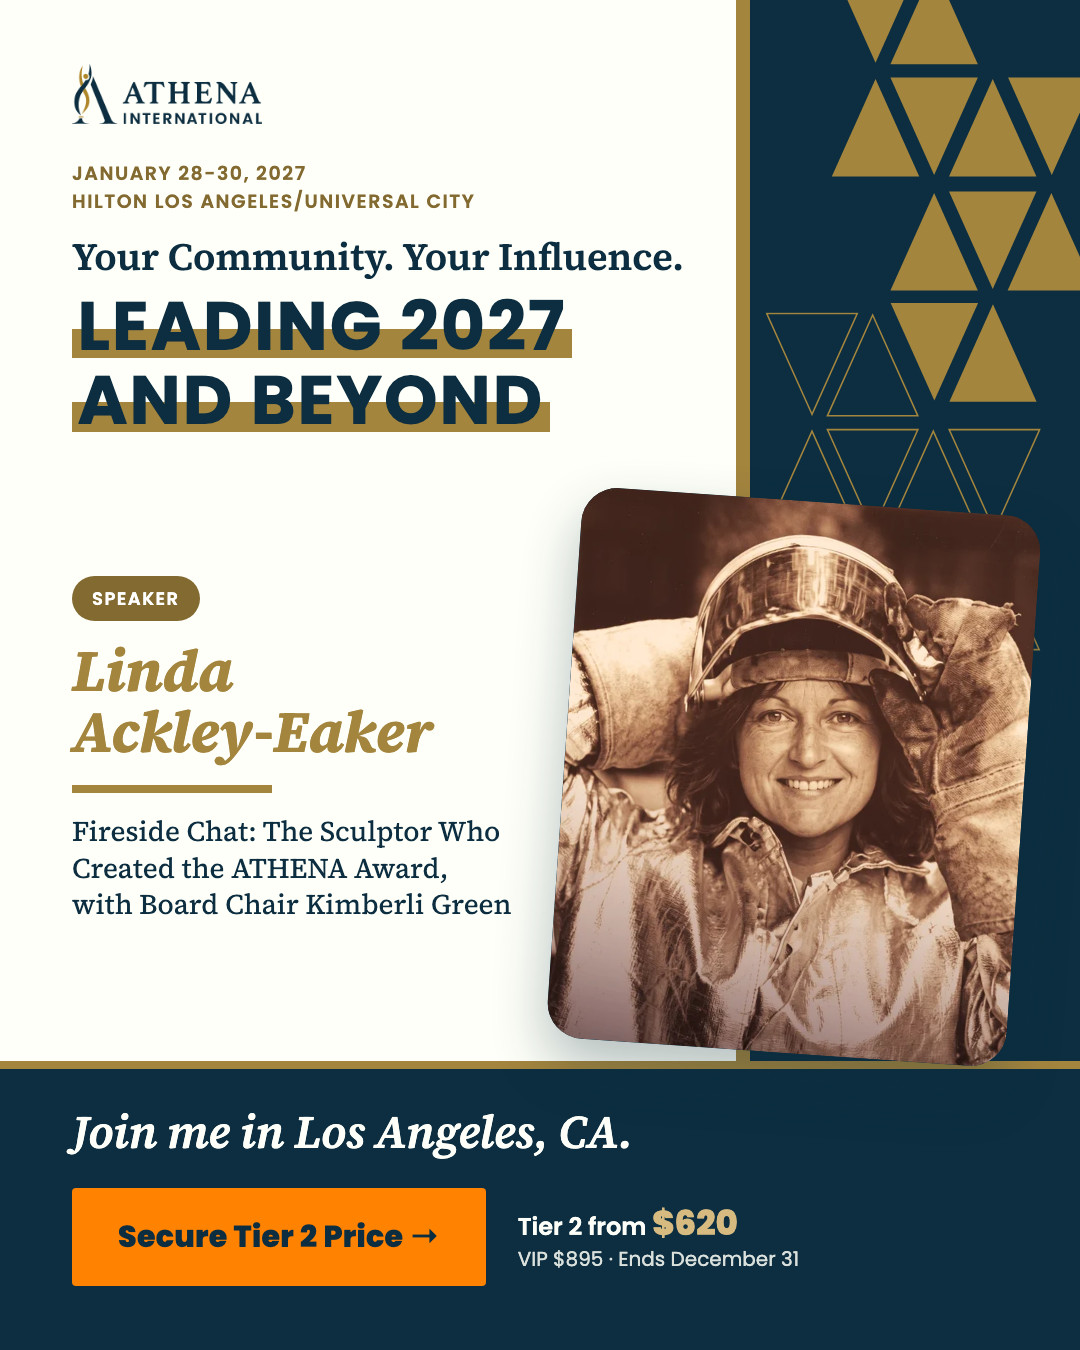 ATHENA
INTERNATIONAL
JANUARY 28-30, 2027
HILTON LOS ANGELES/UNIVERSAL CITY
Your Community. Your Influence.
LEADING 2027
AND BEYOND
SPEAKER
Linda
Ackley-Eaker
Fireside Chat: The Sculptor Who
Created the ATHENA Award,
with Board Chair Kimberli Green
Join me in Los Angeles, CA.
Secure Tier 2 Price →
Tier 2 from $620
VIP $895 · Ends December 31